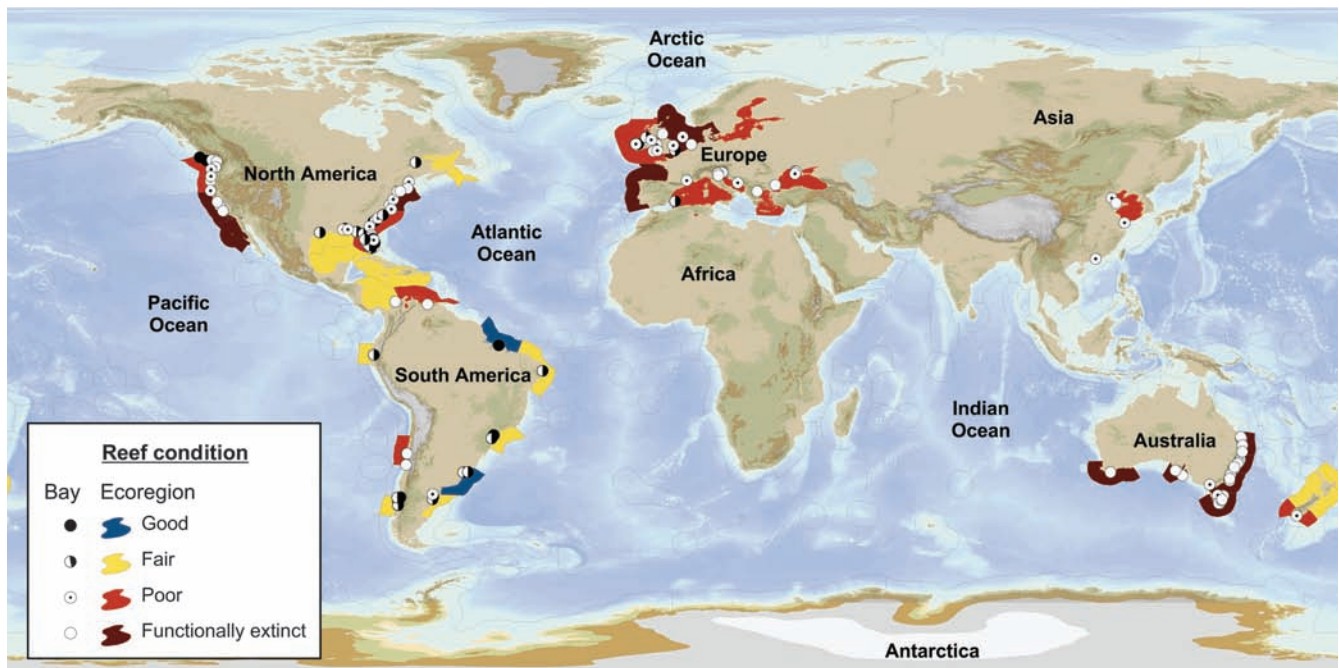 Arctic
Ocean
Asia
North America
Europe
Atlantic
Ocean
Africa
Pacific
Ocean
South America
Indian
Ocean
Australia
Reef condition
Bay Ecoregion
Good
Fair
Poor
Functionally extinct
Antarctica